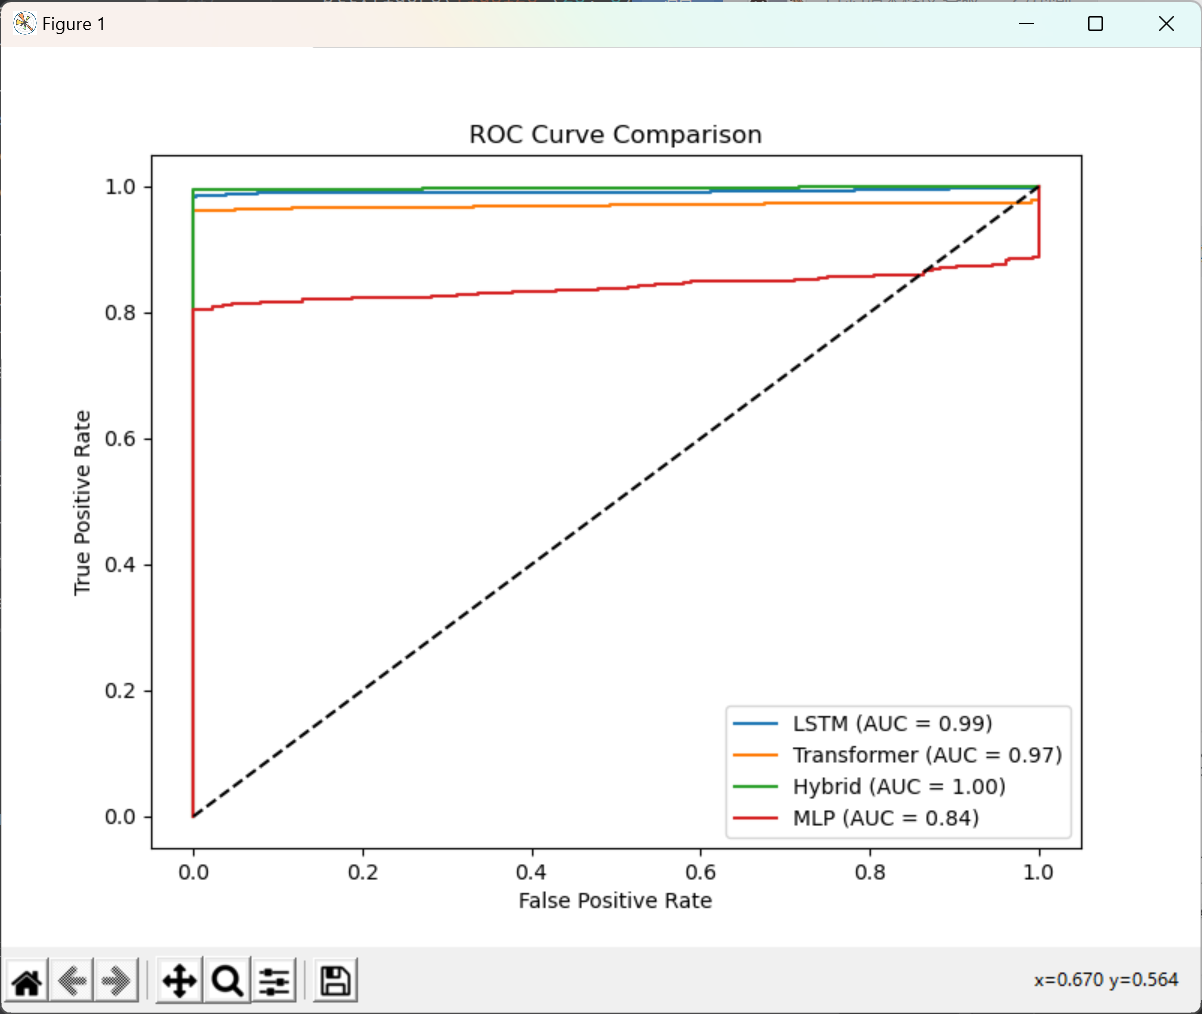 Figure 1
ROC Curve Comparison
1.0
0.8
0.6
0.4
0.2
0.0
True Positive Rate
0.0 0.2 0.4 0.6 0.8 1.0
False Positive Rate
LSTM (AUC = 0.99)
Transformer (AUC = 0.97)
Hybrid (AUC = 1.00)
MLP (AUC = 0.84)
x=0.670 y=0.564